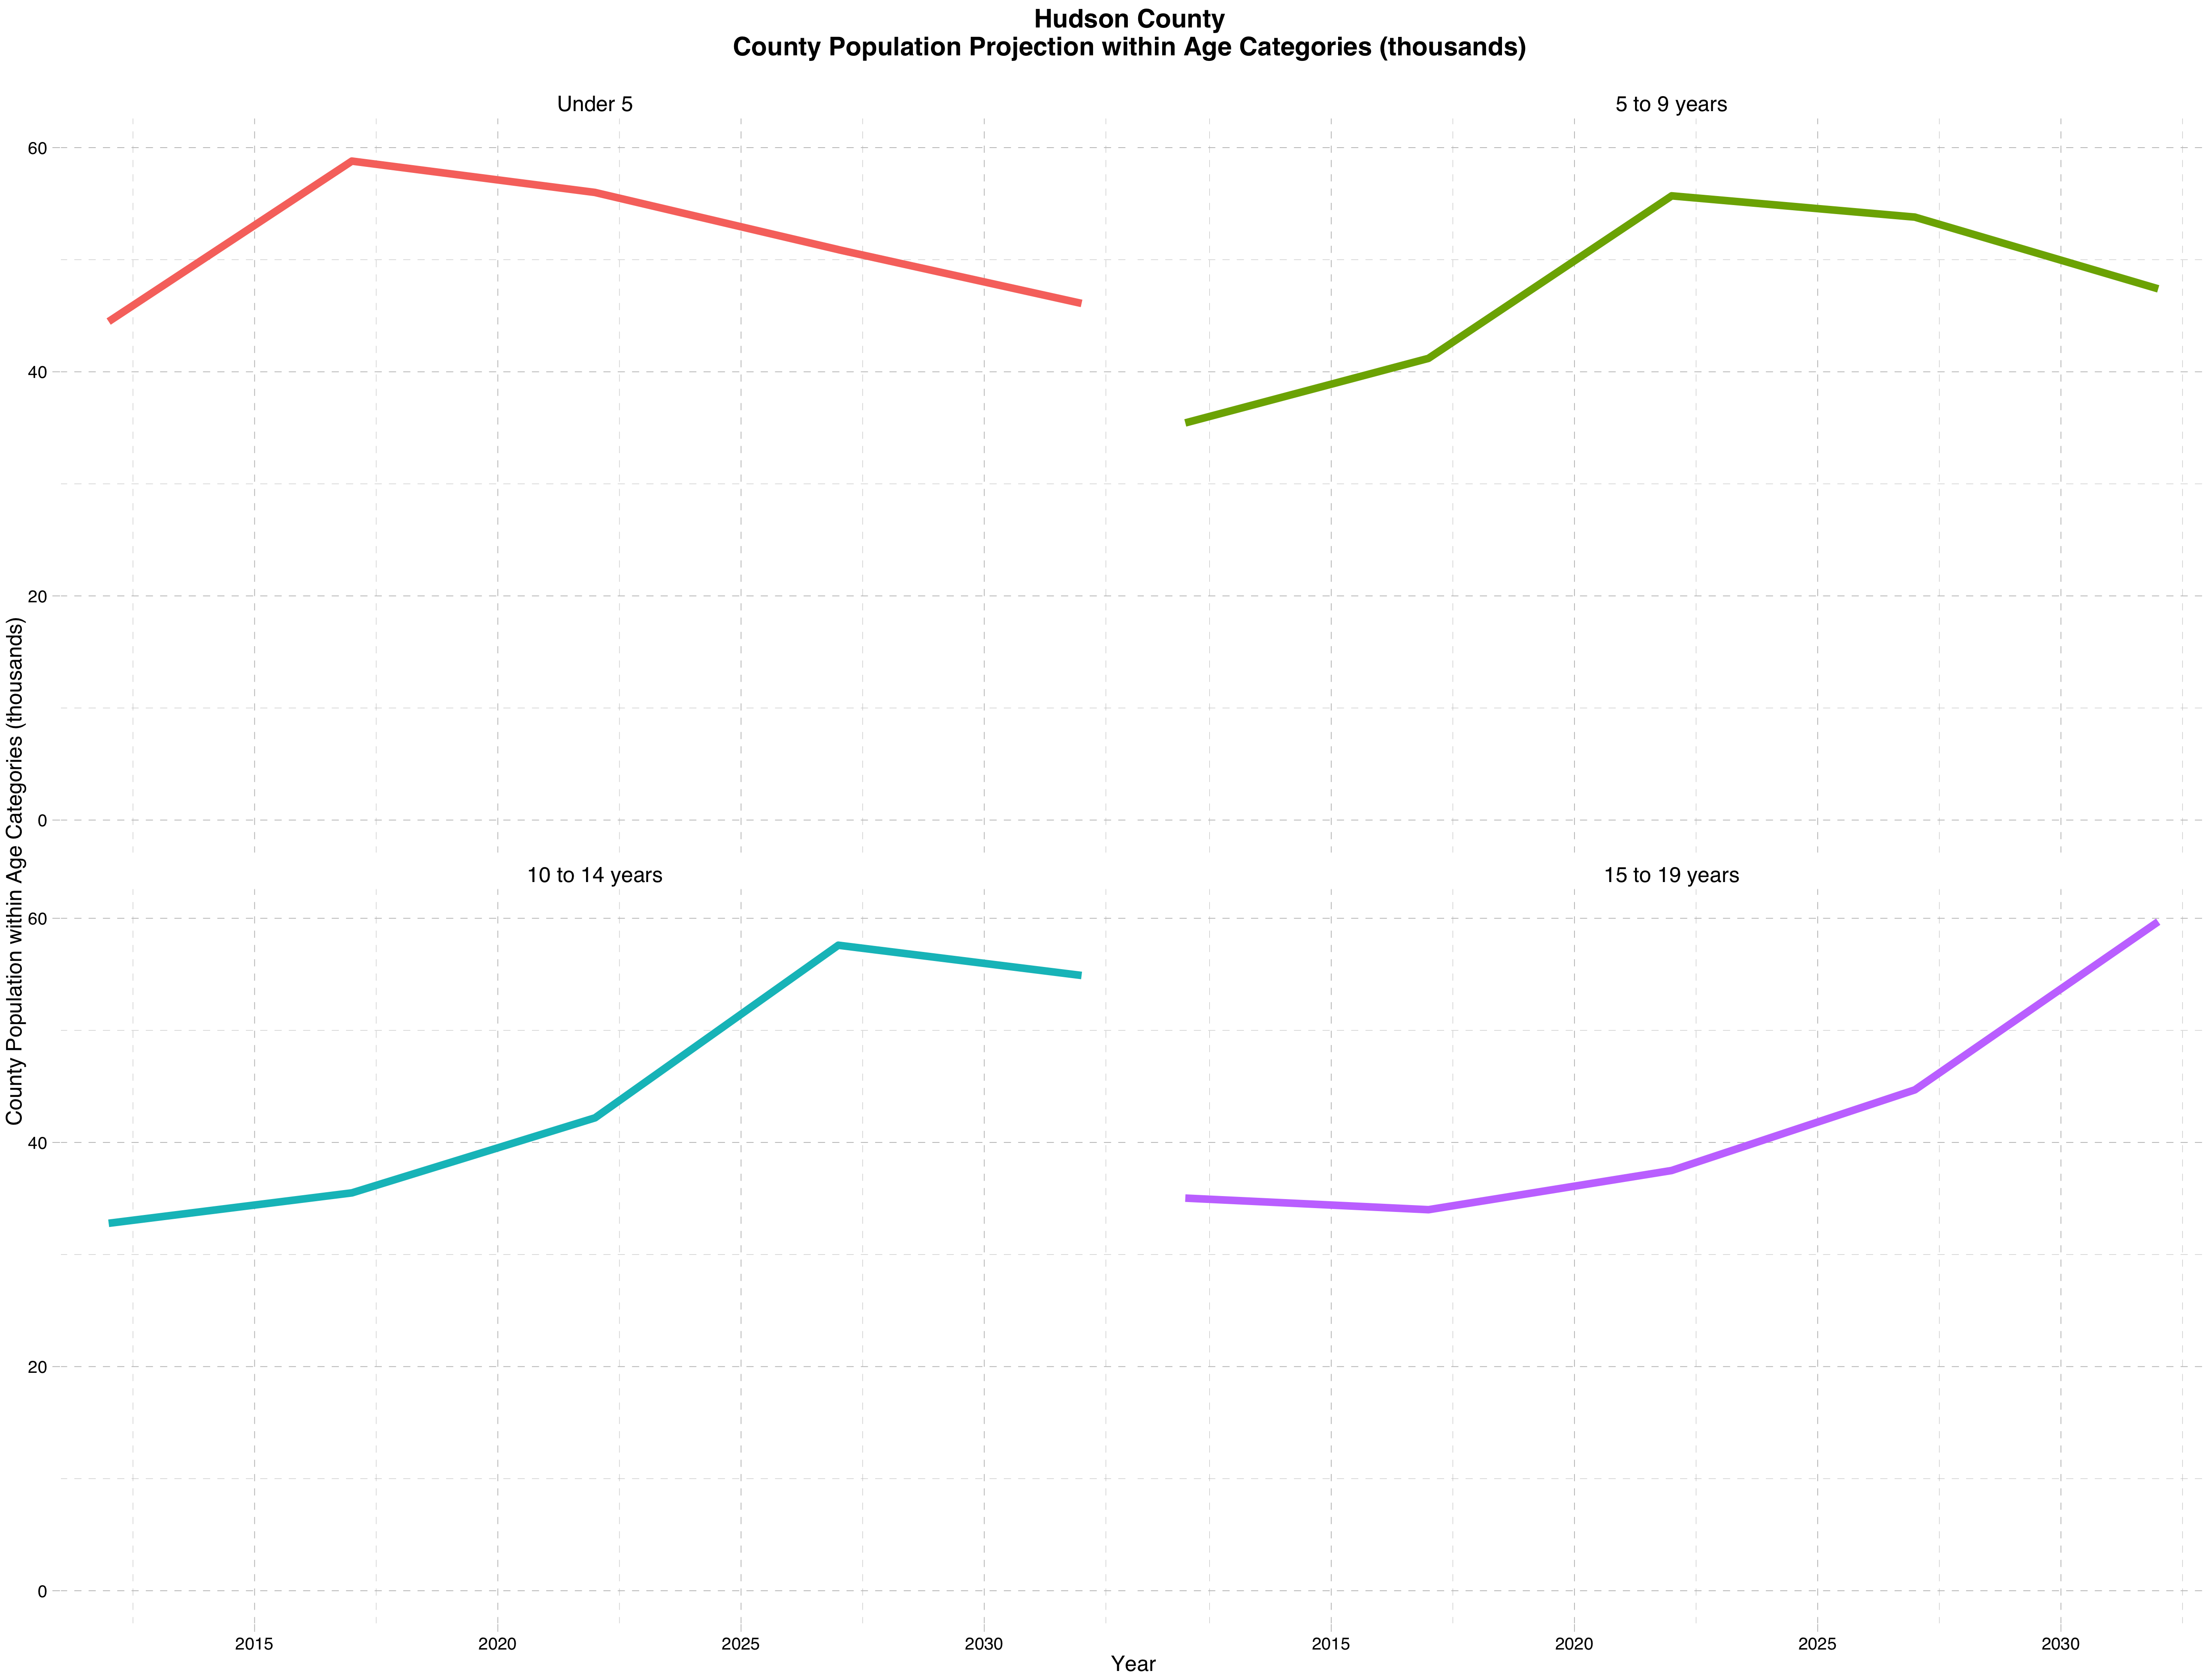 Hudson County
County Population Projection within Age Categories (thousands)
Under 5
5 to 9 years
60
40
20
0
County Population within Age Categories (thousands)
10 to 14 years
15 to 19 years
60
40
20
0
2015
2020
2025
2030
2015
2020
2025
2030
Year